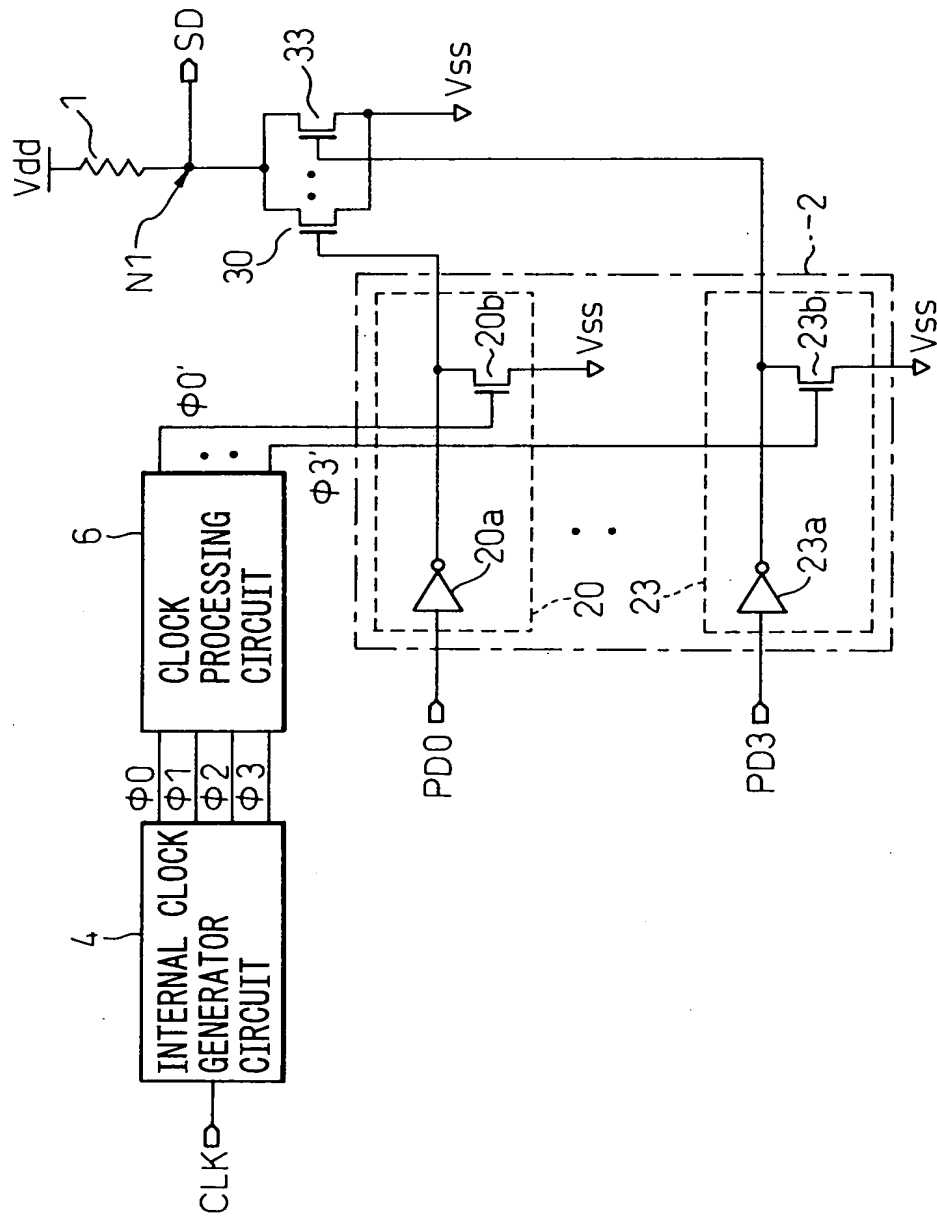 CLK
4
INTERNAL CLOCK
GENERATOR
CIRCUIT
Φ0
Φ1
Φ2
Φ3
6
CLOCK
PROCESSING
CIRCUIT
Φ0'
Φ3'
Vdd
1
N1
SD
30
33
Vss
PD0
20a
20b
Vss
20
2
23
PD3
23a
23b
Vss